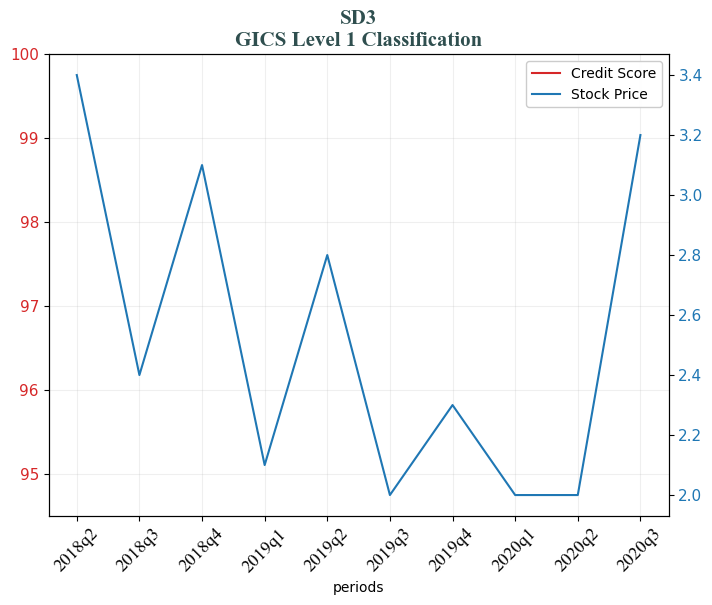 SD3
GICS Level 1 Classification
100
99
98
97
96
95
Credit Score
Stock Price
3.4
3.2
3.0
2.8
2.6
2.4
2.2
2.0
2018q2
2018q3
2018q4
2019q1
2019q2
2019q3
2019q4
2020q1
2020q2
2020q3
periods